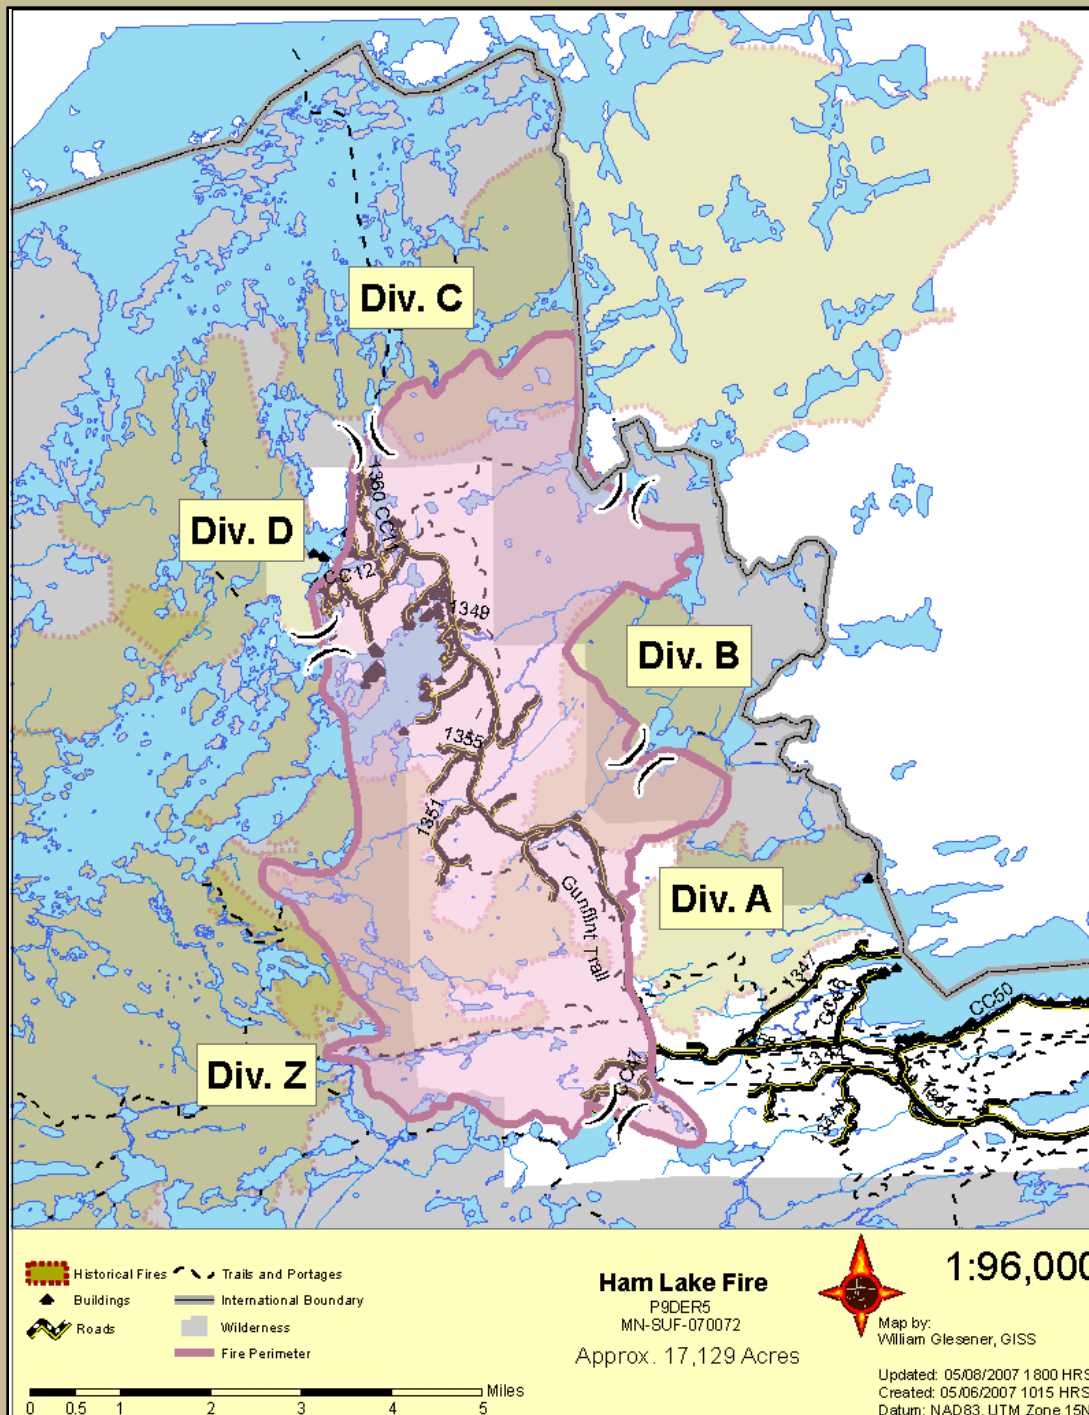 Div. C
Div. D
1360 CC11
CC12
1349
Div. B
1355
1351
Div. A
Gunflint Trail
1347
CC50
Div. Z
Historical Fires
Trails and Portages
Buildings
International Boundary
Roads
Wilderness
Fire Perimeter
0 0.5 1 2 3 4 5
Miles
Ham Lake Fire
P9DER5
MN-SUF-070072
Approx. 17,129 Acres
1:96,000
Map by:
William Glesener, GISS
Updated: 05/08/2007 1800 HRS
Created: 05/06/2007 1015 HRS
Datum: NAD83, UTM Zone 15N